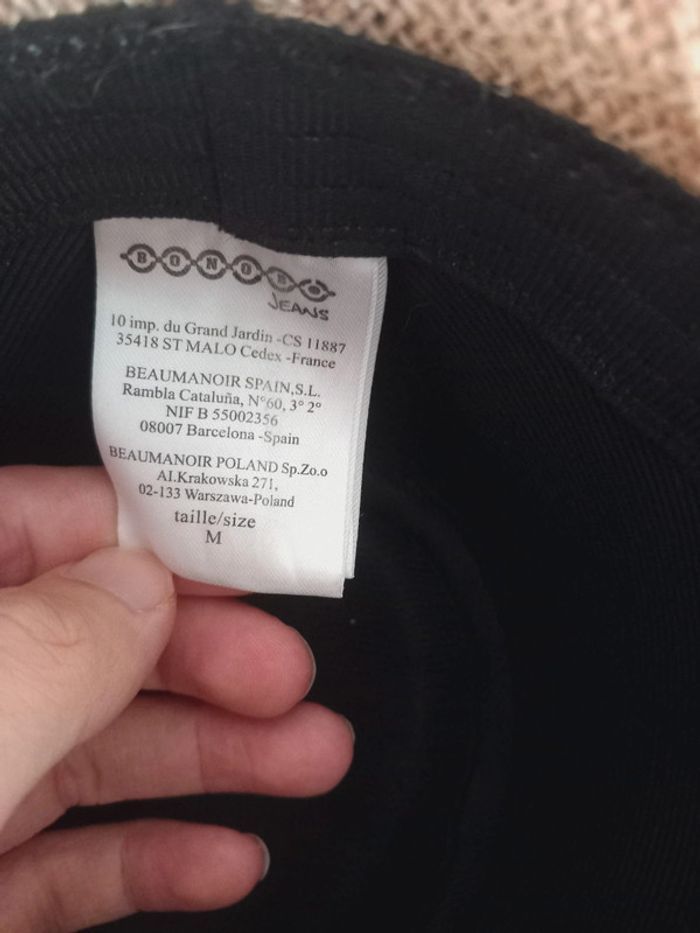 BONOBO
JEANS
10 imp. du Grand Jardin -CS 11887
35418 ST MALO Cedex -France
BEAUMANOIR SPAIN,S.L.
Rambla Cataluña, N°60, 3° 2°
NIF B 55002356
08007 Barcelona -Spain
BEAUMANOIR POLAND Sp.Zo.o
AI.Krakowska 271,
02-133 Warszawa-Poland
taille/size
M